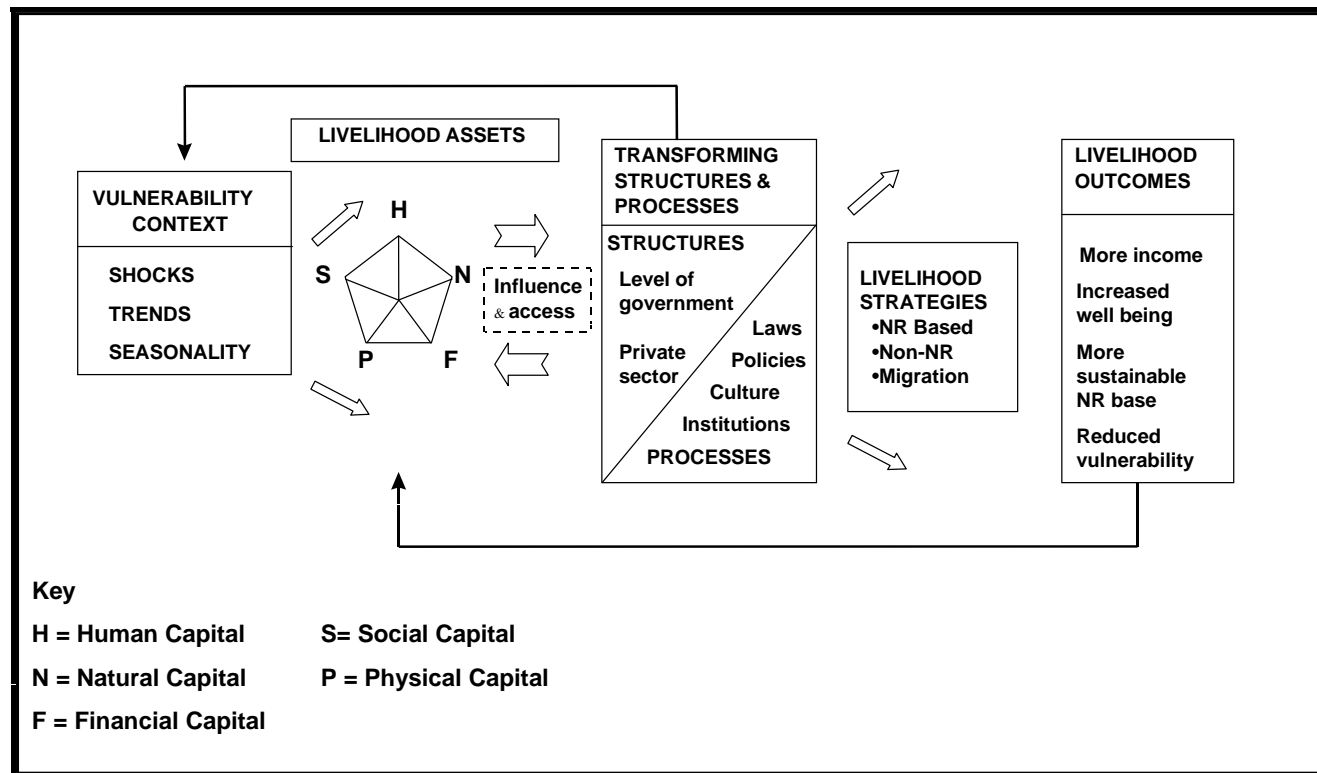 LIVELIHOOD ASSETS
VULNERABILITY
CONTEXT
SHOCKS
TRENDS
SEASONALITY
H
S
N
P
F
Influence
& access
TRANSFORMING
STRUCTURES &
PROCESSES
STRUCTURES
Level of
government
Private
sector
Laws
Policies
Culture
Institutions
PROCESSES
LIVELIHOOD
STRATEGIES
•NR Based
•Non-NR
•Migration
LIVELIHOOD
OUTCOMES
More income
Increased
well being
More
sustainable
NR base
Reduced
vulnerability
Key
H = Human Capital
S= Social Capital
N = Natural Capital
P = Physical Capital
F = Financial Capital